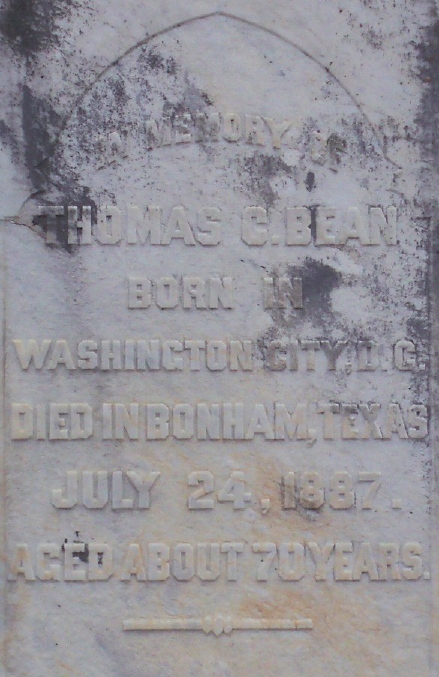 IN MEMORY OF
THOMAS C. BEAN
BORN IN
WASHINGTON CITY, D. C.
DIED IN BONHAM, TEXAS
JULY 24, 1887.
AGED ABOUT 70 YEARS.